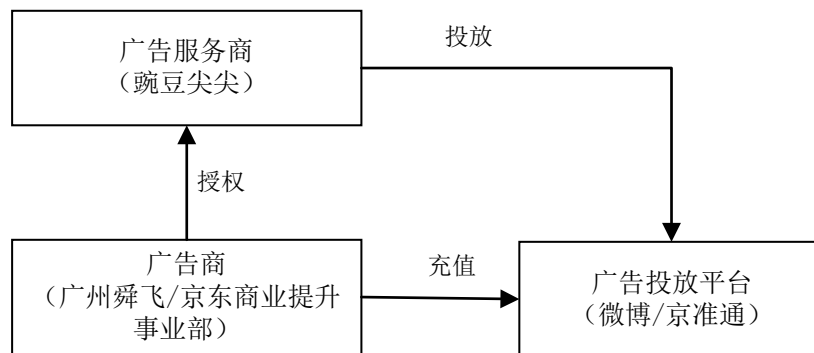 广告服务商
（豌豆尖尖）
投放
授权
广告商
（广州舜飞/京东商业提升
事业部）
充值
广告投放平台
（微博/京准通）